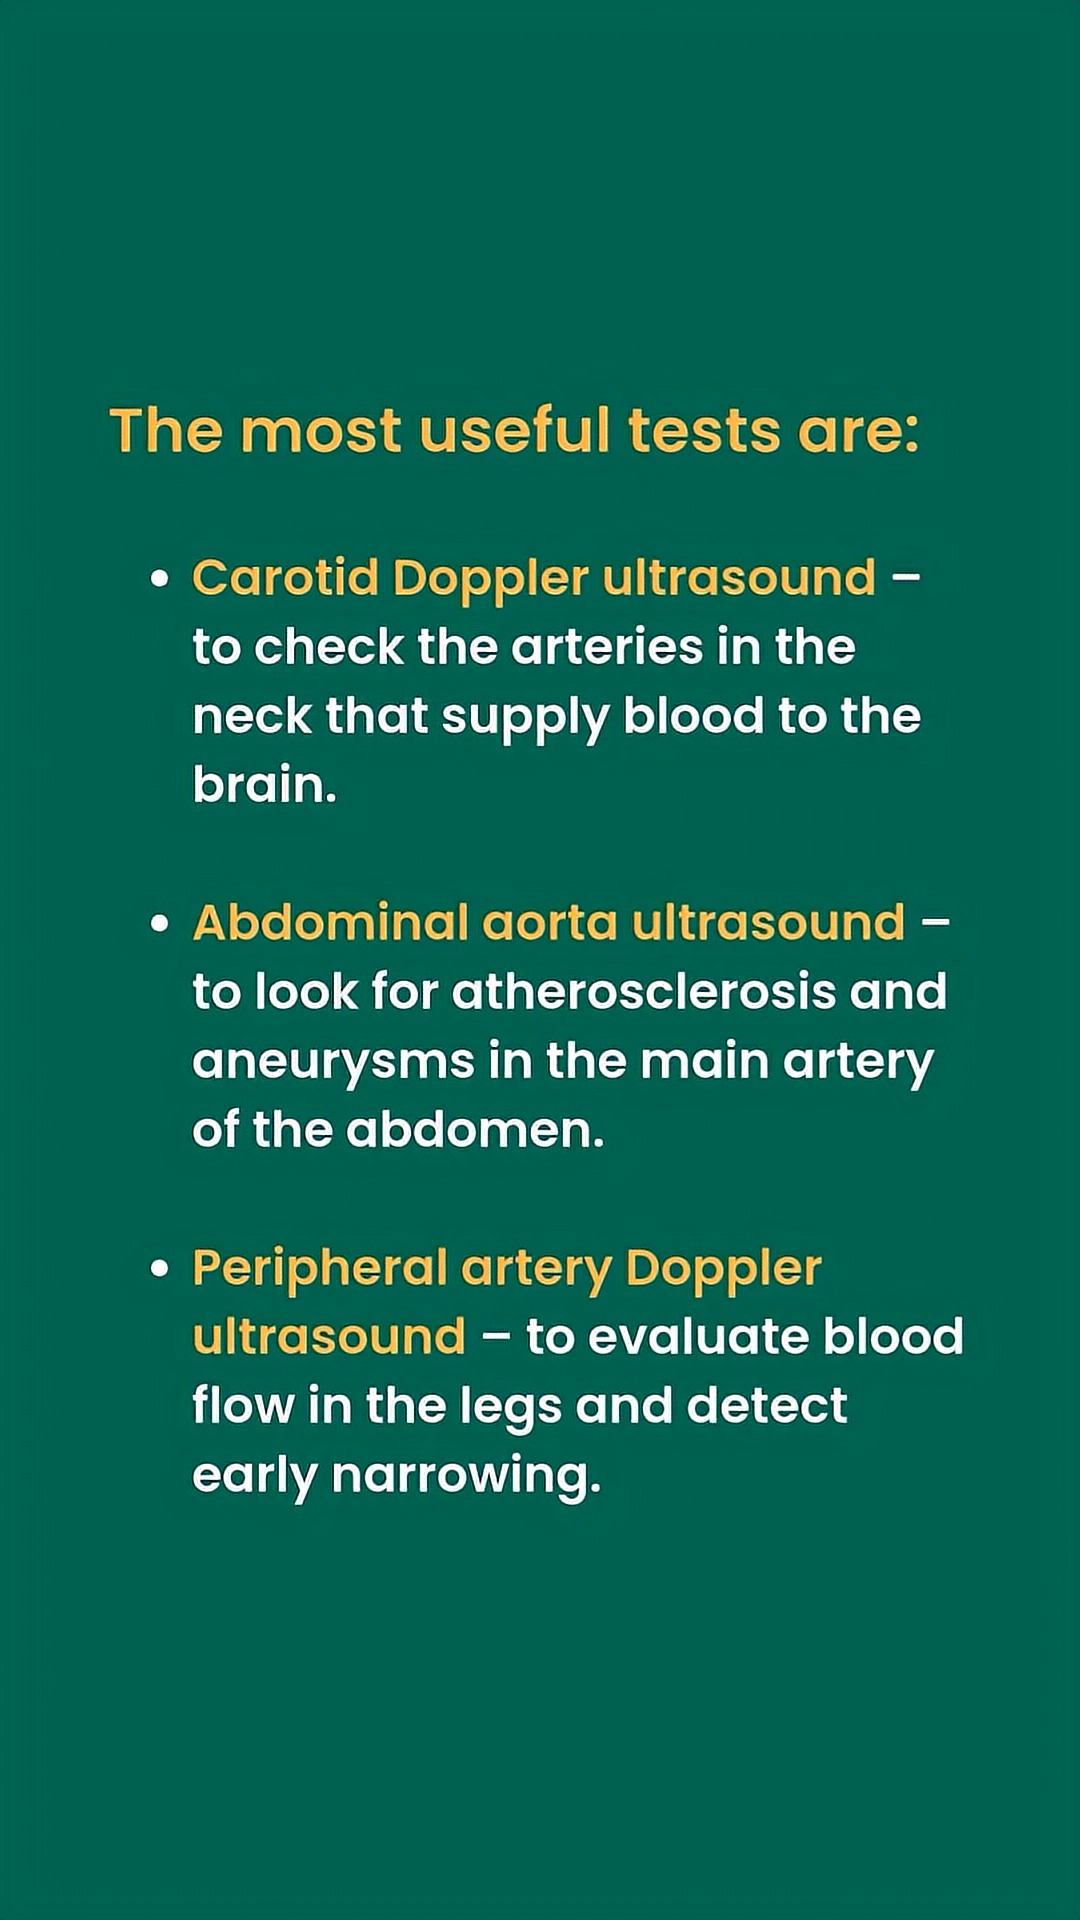 The most useful tests are:
• Carotid Doppler ultrasound –
to check the arteries in the
neck that supply blood to the
brain.
• Abdominal aorta ultrasound –
to look for atherosclerosis and
aneurysms in the main artery
of the abdomen.
• Peripheral artery Doppler
ultrasound – to evaluate blood
flow in the legs and detect
early narrowing.